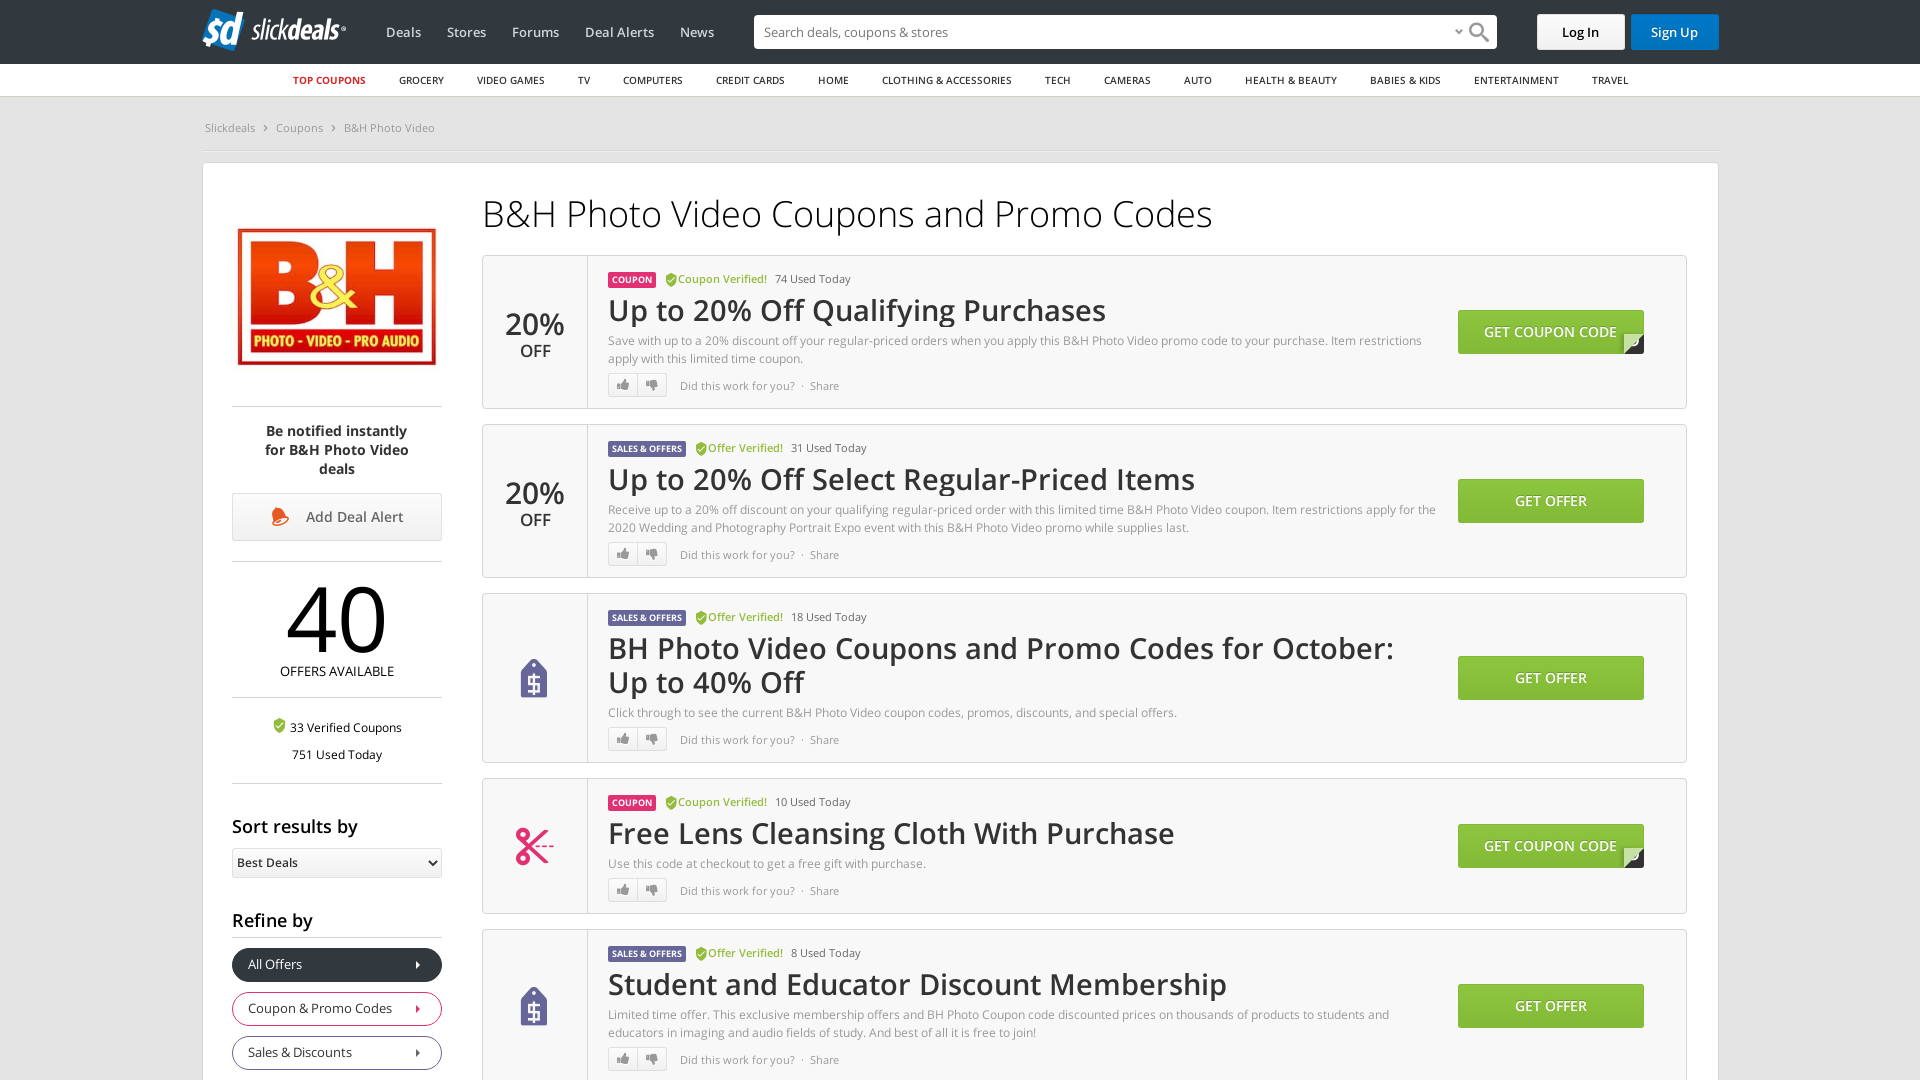 slickdeals
Deals
Stores
Forums
Deal Alerts
News
Search deals, coupons & stores
Log In
Sign Up
TOP COUPONS
GROCERY
VIDEO GAMES
TV
COMPUTERS
CREDIT CARDS
HOME
CLOTHING & ACCESSORIES
TECH
CAMERAS
AUTO
HEALTH & BEAUTY
BABIES & KIDS
ENTERTAINMENT
TRAVEL
Slickdeals > Coupons > B&H Photo Video
B&H
PHOTO - VIDEO - PRO AUDIO
Be notified instantly
for B&H Photo Video
deals
Add Deal Alert
40
OFFERS AVAILABLE
33 Verified Coupons
751 Used Today
Sort results by
Best Deals
Refine by
All Offers
Coupon & Promo Codes
Sales & Discounts
B&H Photo Video Coupons and Promo Codes
20%
OFF
COUPON Coupon Verified! 74 Used Today
Up to 20% Off Qualifying Purchases
Save with up to a 20% discount off your regular-priced orders when you apply this B&H Photo Video promo code to your purchase. Item restrictions
apply with this limited time coupon.
Did this work for you? · Share
GET COUPON CODE
20%
OFF
SALES & OFFERS Offer Verified! 31 Used Today
Up to 20% Off Select Regular-Priced Items
Receive up to a 20% off discount on your qualifying regular-priced order with this limited time B&H Photo Video coupon. Item restrictions apply for the
2020 Wedding and Photography Portrait Expo event with this B&H Photo Video promo while supplies last.
Did this work for you? · Share
GET OFFER
SALES & OFFERS Offer Verified! 18 Used Today
BH Photo Video Coupons and Promo Codes for October:
Up to 40% Off
Click through to see the current B&H Photo Video coupon codes, promos, discounts, and special offers.
Did this work for you? · Share
GET OFFER
COUPON Coupon Verified! 10 Used Today
Free Lens Cleansing Cloth With Purchase
Use this code at checkout to get a free gift with purchase.
Did this work for you? · Share
GET COUPON CODE
SALES & OFFERS Offer Verified! 8 Used Today
Student and Educator Discount Membership
Limited time offer. This exclusive membership offers and BH Photo Coupon code discounted prices on thousands of products to students and
educators in imaging and audio fields of study. And best of all it is free to join!
Did this work for you? · Share
GET OFFER